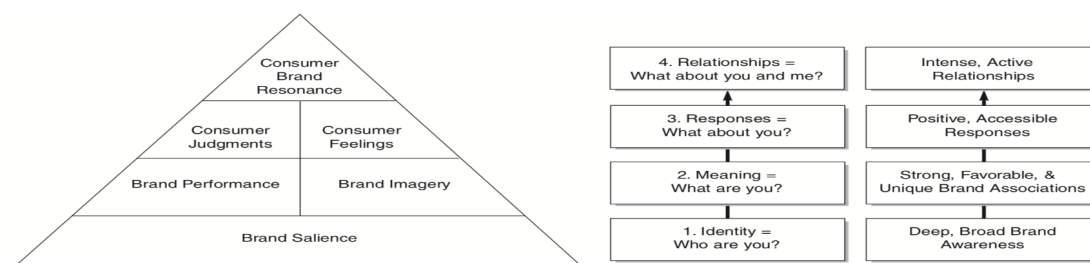 Consumer
Brand
Resonance
Consumer
Judgments
Consumer
Feelings
Brand Performance
Brand Imagery
Brand Salience
4. Relationships =
What about you and me?
3. Responses =
What about you?
2. Meaning =
What are you?
1. Identity =
Who are you?
Intense, Active
Relationships
Positive, Accessible
Responses
Strong, Favorable, &
Unique Brand Associations
Deep, Broad Brand
Awareness